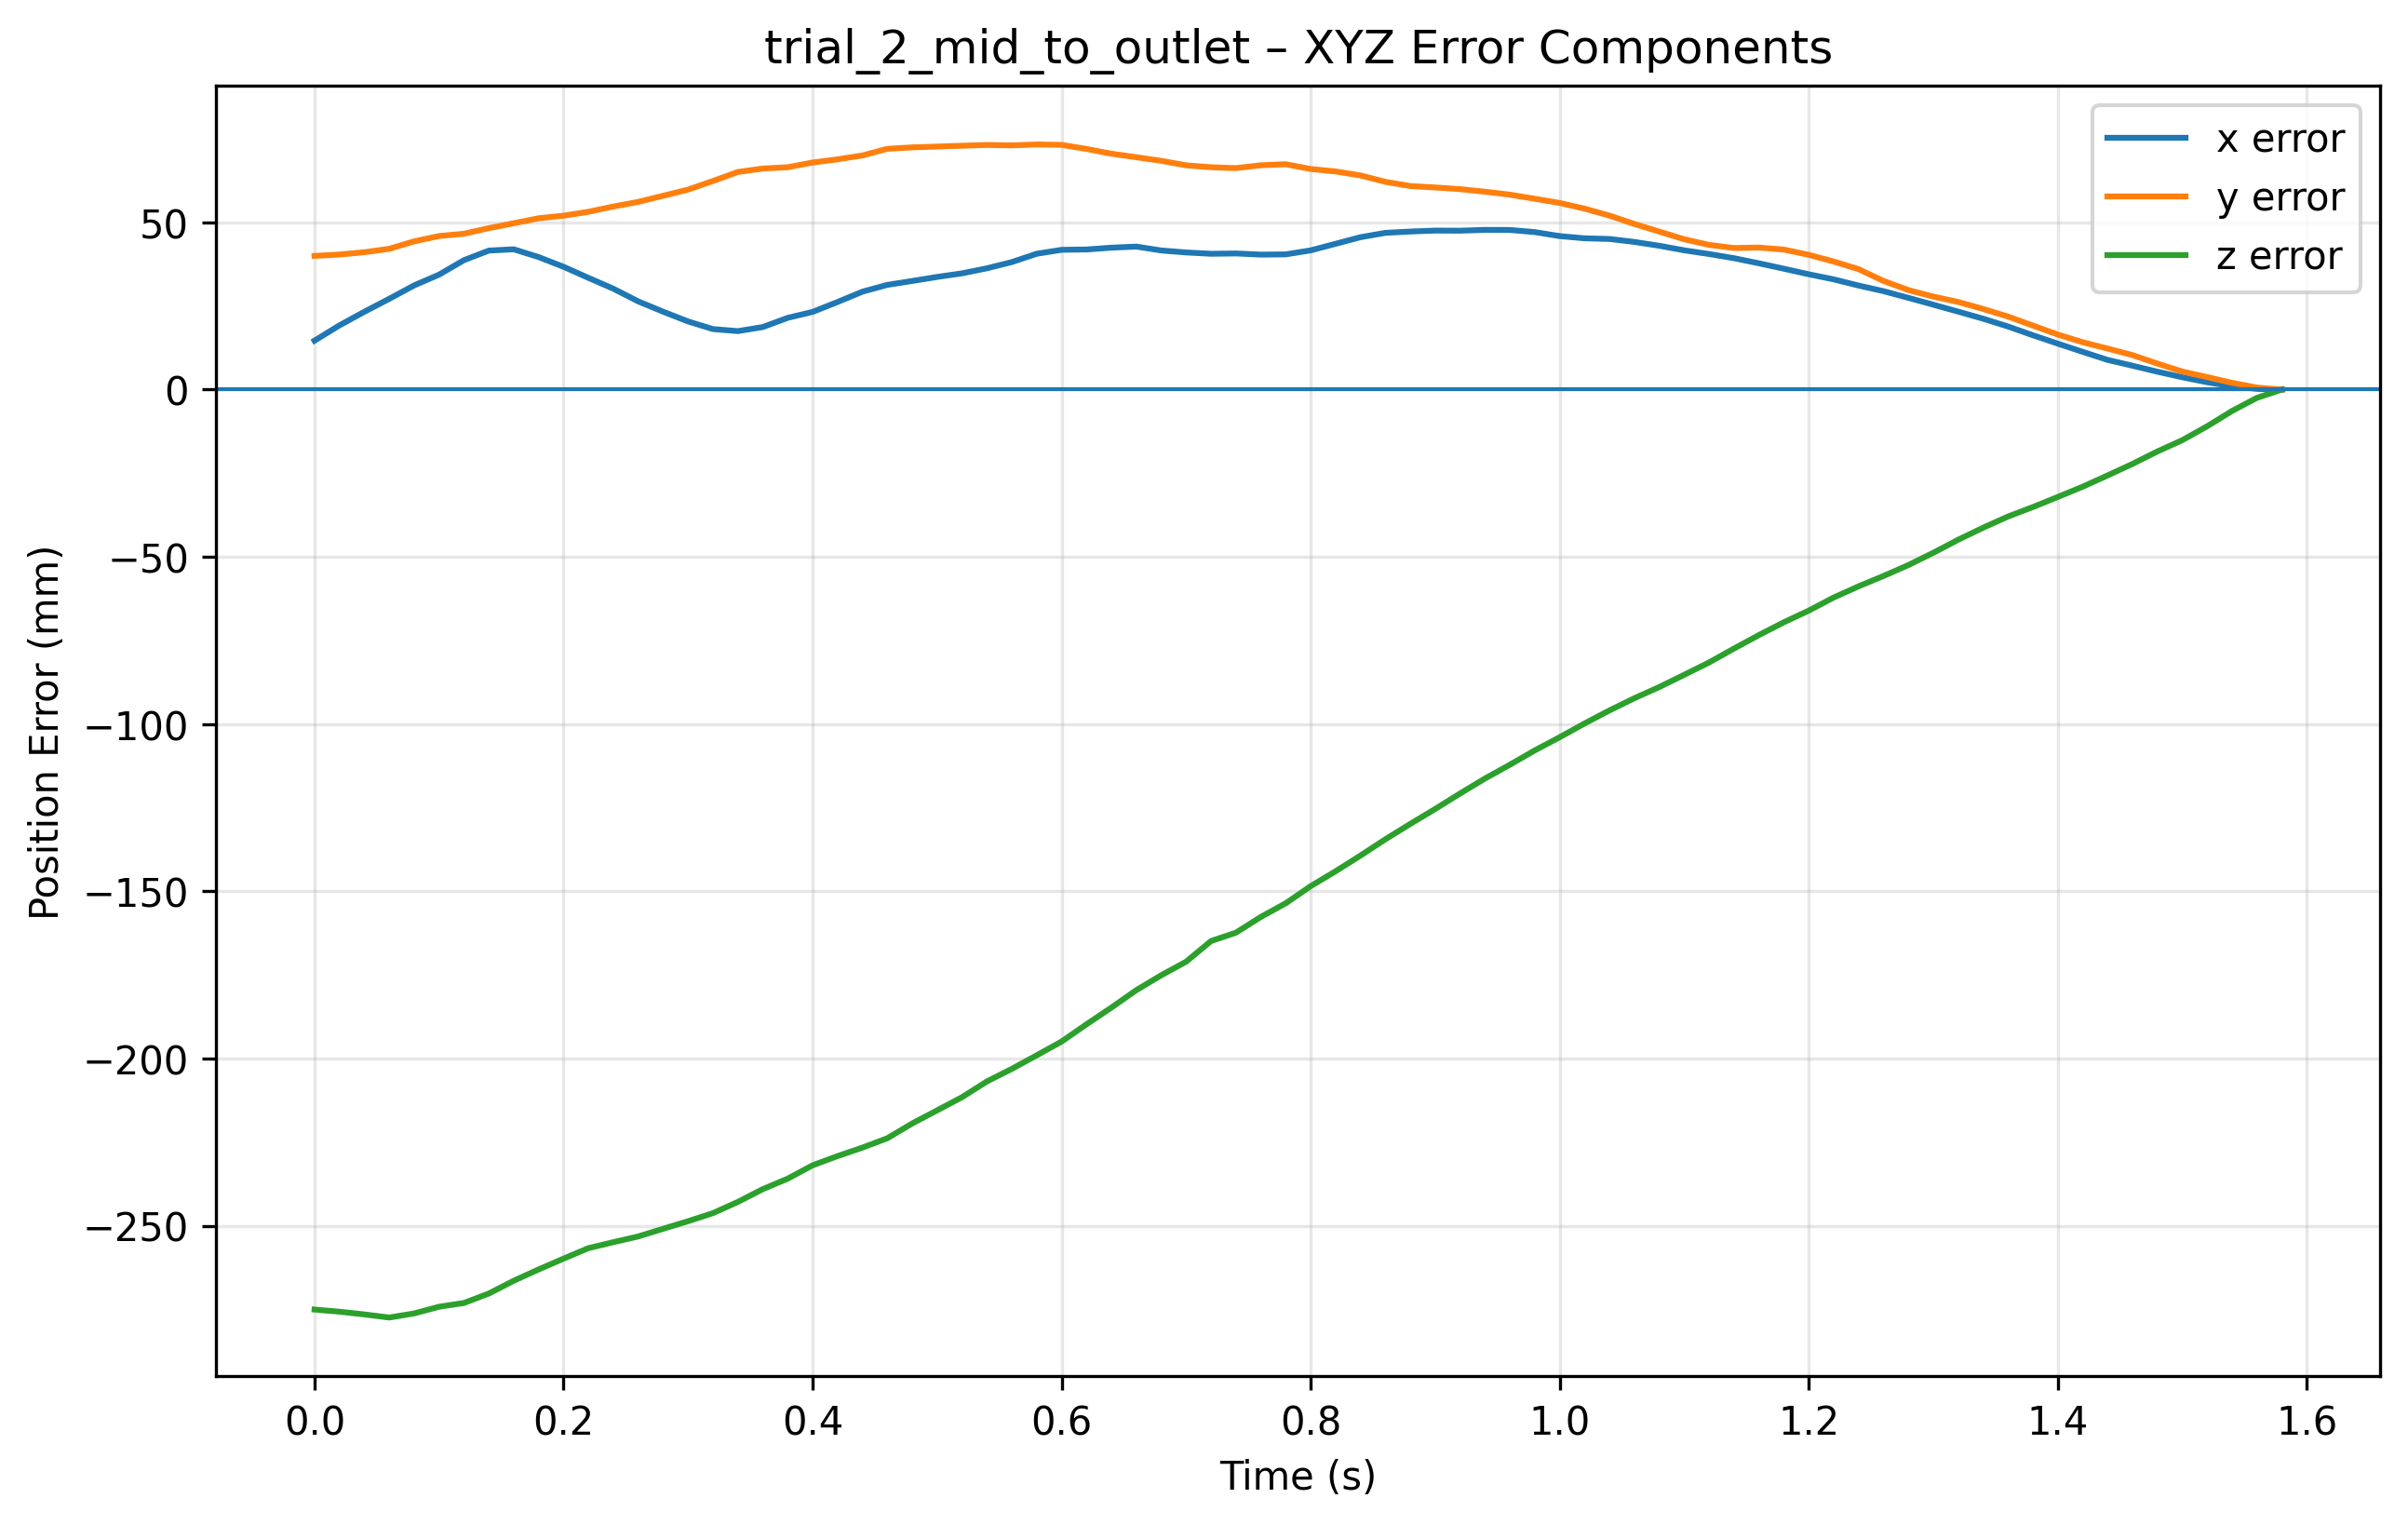 trial_2_mid_to_outlet – XYZ Error Components
x error
y error
z error
Position Error (mm)
50
0
−50
−100
−150
−200
−250
0.0 0.2 0.4 0.6 0.8 1.0 1.2 1.4 1.6
Time (s)